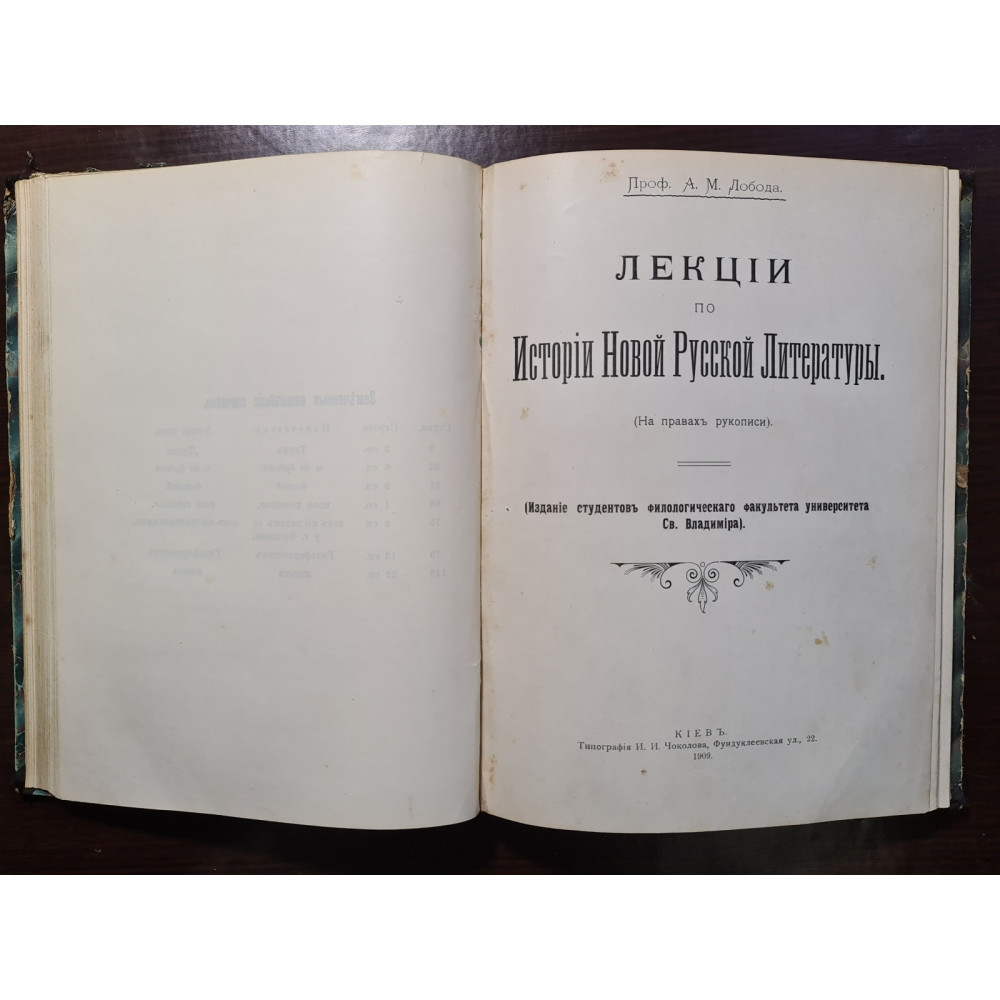 Проф. А. М. Лобода.
ЛЕКЦІИ
ПО
Исторіи Новой Русской Литературы.
(На правахъ рукописи).
(Изданіе студентовъ филологическаго факультета университета
Св. Владиміра).
КІЕВЪ.
Типографія И. И. Чоколова, Фундуклеевская ул., 22.
1909.